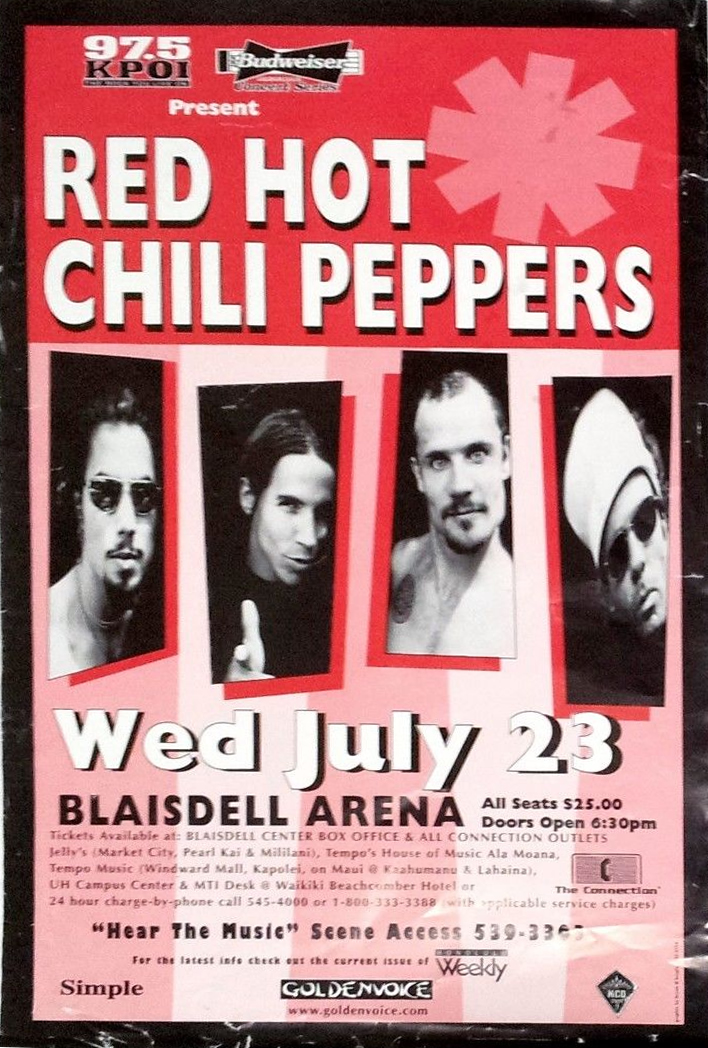 97.5
KPOI
Budweiser
Concert Series
Present
RED HOT
CHILI PEPPERS
Wed July 23
BLAISDELL ARENA
All Seats $25.00
Doors Open 6:30pm
Tickets Available at: BLAISDELL CENTER BOX OFFICE & ALL CONNECTION OUTLETS
Jelly's (Market City, Pearl Kai & Mililani), Tempo's House of Music Ala Moana,
Tempo Music (Windward Mall, Kapolei, on Maui @ Kaahumanu & Lahaina),
UH Campus Center & MTI Desk @ Waikiki Beachcomber Hotel or
24 hour charge-by-phone call 545-4000 or 1-800-333-3388 (with applicable service charges)
The Connection
"Hear The Music" Scene Access
For the latest info check out the current issue of HONOLULU Weekly
Simple
GOLDENVOICE
www.goldenvoice.com